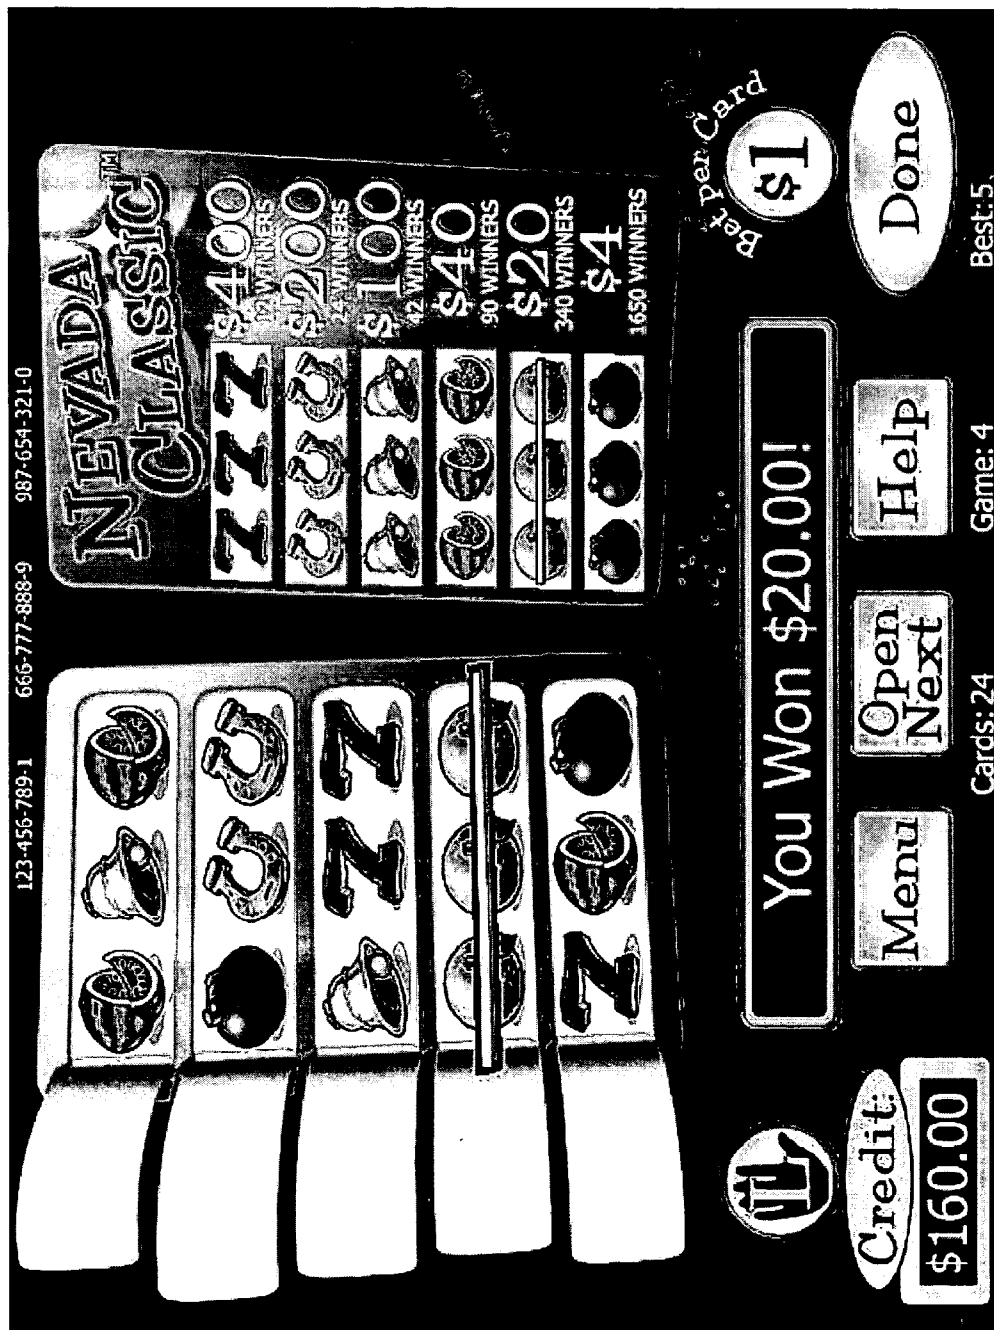 123-456-789-1
666-777-888-9
987-654-321-0
NEVADA
CLASSIC™
$400
12 WINNERS
$200
24 WINNERS
$100
42 WINNERS
$40
90 WINNERS
$20
340 WINNERS
$4
1650 WINNERS
Bet per Card
$1
You Won $20.00!
Credit:
$160.00
Menu
Open
Next
Help
Done
Cards: 24
Game: 4
Best:5